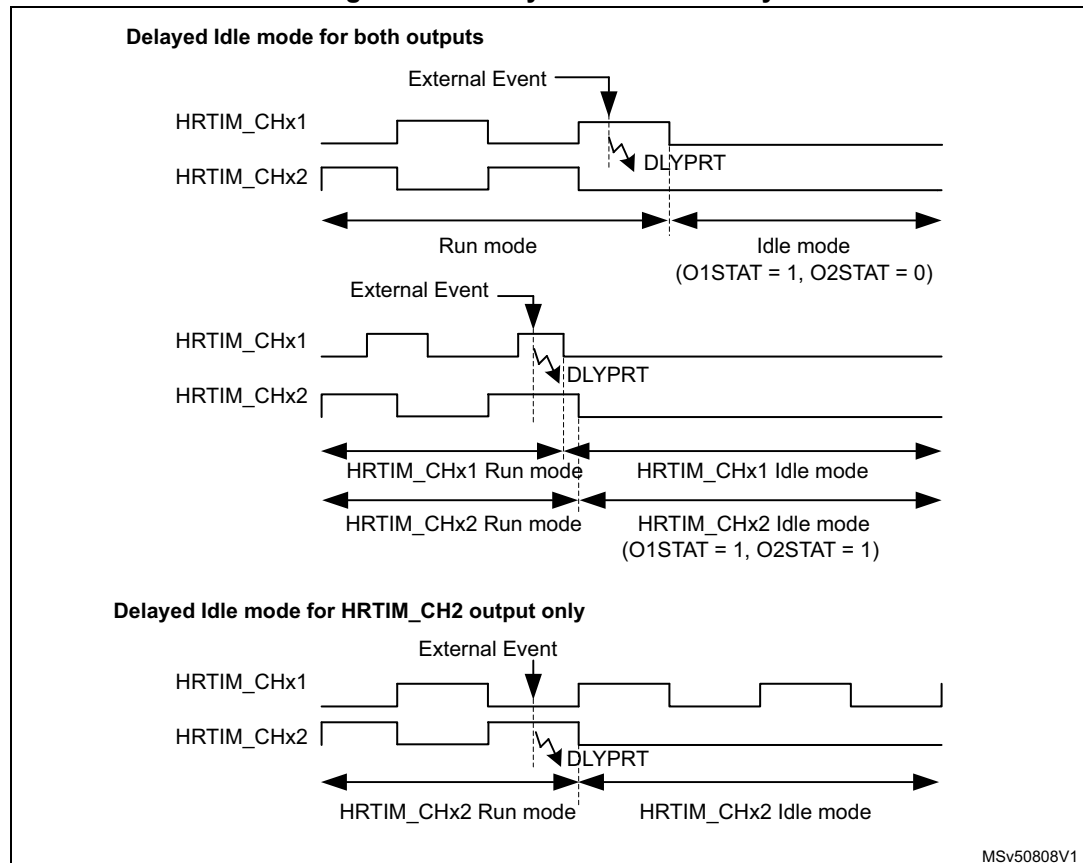 Delayed Idle mode for both outputs
External Event
HRTIM_CHx1
DLYPRT
HRTIM_CHx2
Run mode
Idle mode
(O1STAT = 1, O2STAT = 0)
External Event
HRTIM_CHx1
DLYPRT
HRTIM_CHx2
HRTIM_CHx1 Run mode
HRTIM_CHx1 Idle mode
HRTIM_CHx2 Run mode
HRTIM_CHx2 Idle mode
(O1STAT = 1, O2STAT = 1)
Delayed Idle mode for HRTIM_CH2 output only
External Event
HRTIM_CHx1
HRTIM_CHx2
DLYPRT
HRTIM_CHx2 Run mode
HRTIM_CHx2 Idle mode
MSv50808V1